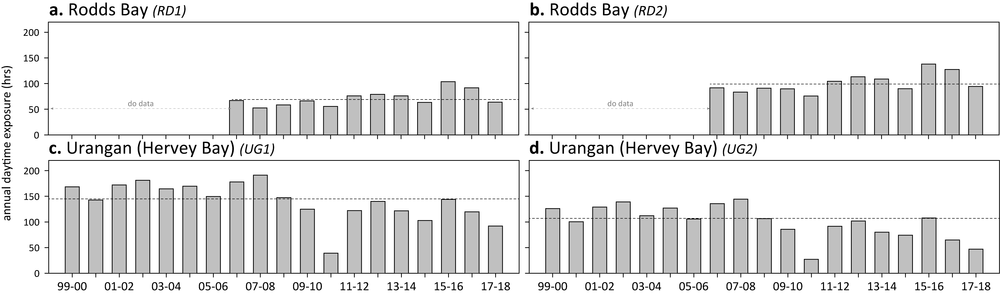 a. Rodds Bay (RD1)
b. Rodds Bay (RD2)
200
150
100
50
0
do data
do data
annual daytime exposure (hrs)
c. Urangan (Hervey Bay) (UG1)
d. Urangan (Hervey Bay) (UG2)
200
150
100
50
0
99-00 01-02 03-04 05-06 07-08 09-10 11-12 13-14 15-16 17-18
99-00 01-02 03-04 05-06 07-08 09-10 11-12 13-14 15-16 17-18